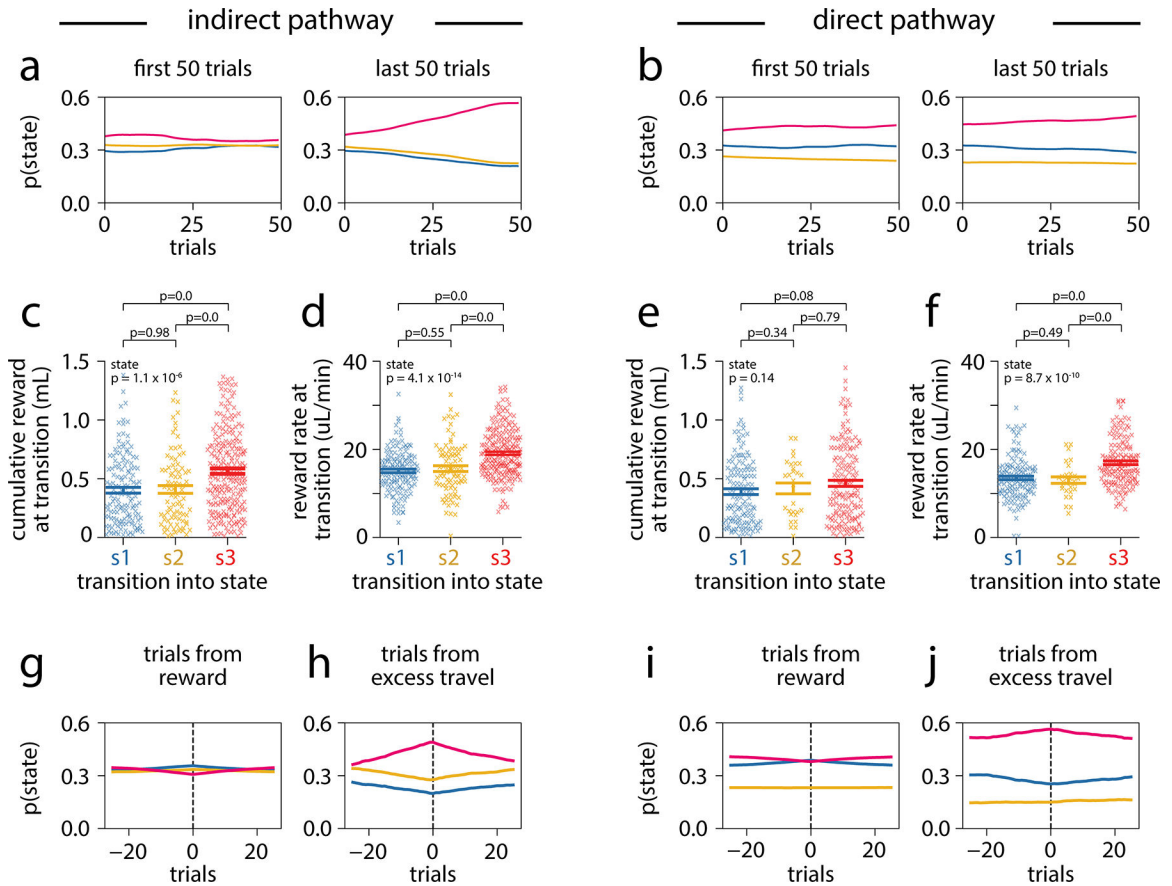 indirect pathway
direct pathway
a
first 50 trials
last 50 trials
b
first 50 trials
last 50 trials
p(state)
0.6
0.3
0.0
0
25
50
trials
0
25
50
trials
p(state)
0.6
0.3
0.0
0
25
50
trials
0.6
0.3
0.0
0
25
50
trials
c
p=0.0
p=0.0
p=0.98
cumulative reward
at transition (mL)
1.5
1.0
0.5
0
state
p = 1.1 x 10-6
s1
s2
s3
transition into state
d
p=0.0
p=0.0
p=0.55
reward rate at
transition (uL/min)
40
20
0
state
p = 4.1 x 10-14
s1
s2
s3
transition into state
e
p=0.08
p=0.79
p=0.34
cumulative reward
at transition (mL)
1.5
1.0
0.5
0
state
p = 0.14
s1
s2
s3
transition into state
f
p=0.0
p=0.0
p=0.49
reward rate at
transition (uL/min)
40
20
0
state
p = 8.7 x 10-10
s1
s2
s3
transition into state
g
trials from
reward
p(state)
0.6
0.3
0.0
−20
0
20
trials
h
trials from
excess travel
0.6
0.3
0.0
−20
0
20
trials
i
trials from
reward
p(state)
0.6
0.3
0.0
−20
0
20
trials
j
trials from
excess travel
0.6
0.3
0.0
−20
0
20
trials